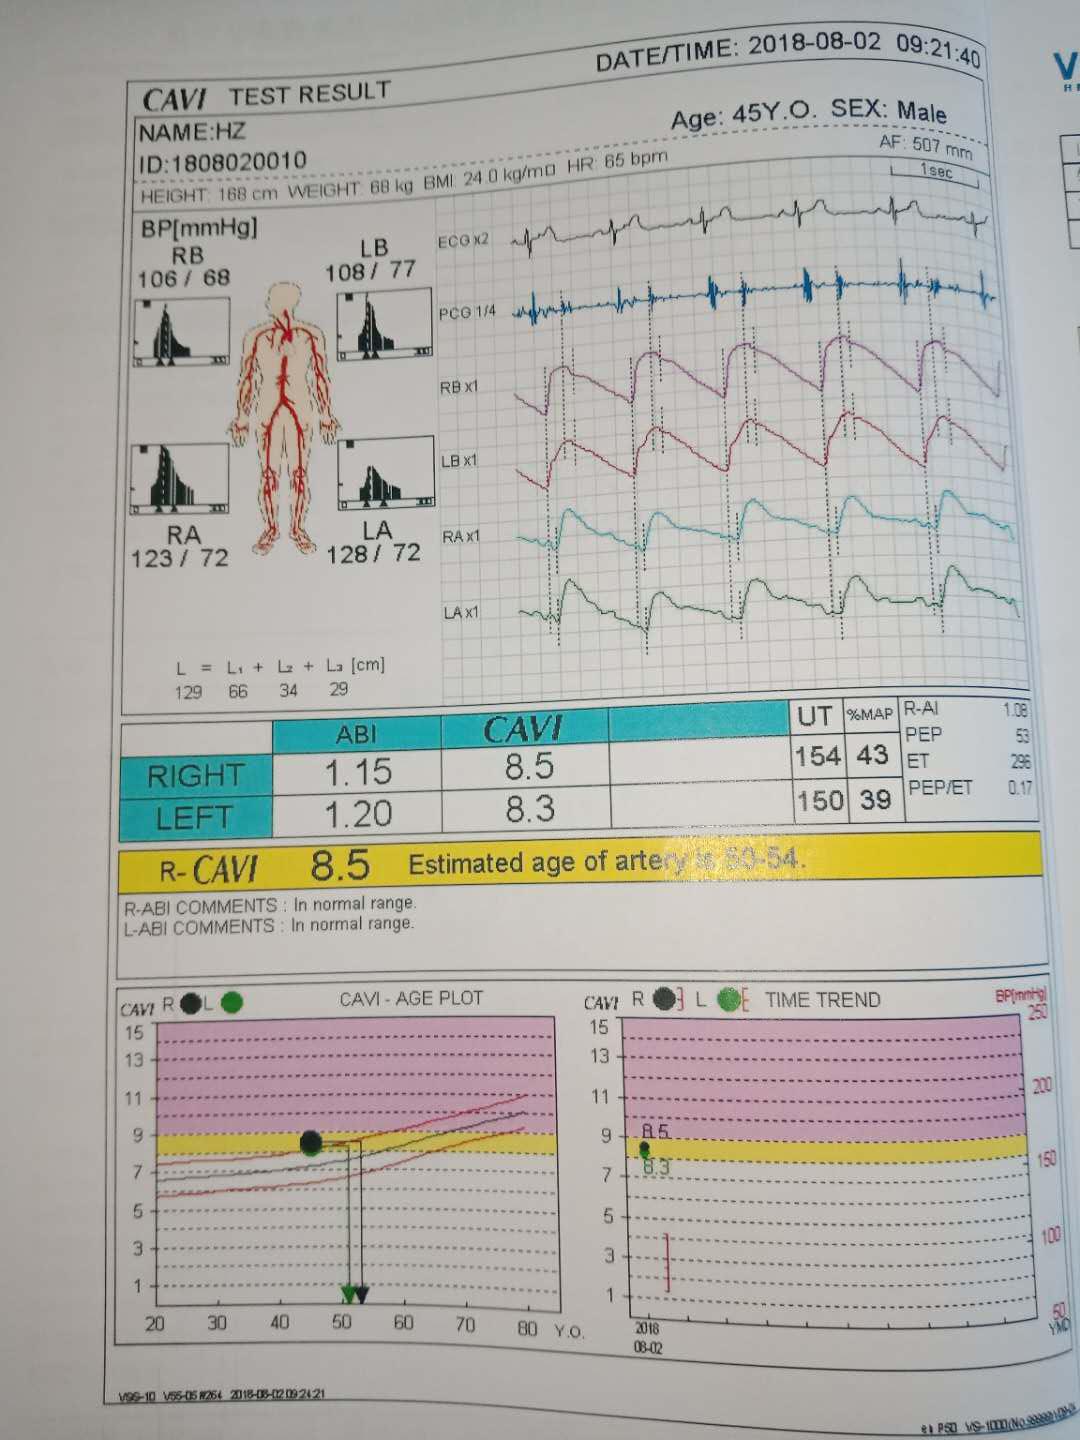 DATE/TIME: 2018-08-02 09:21:40
CAVI TEST RESULT
NAME:HZ
Age: 45Y.O. SEX: Male
ID:1808020010
AF: 507 mm
HEIGHT: 168 cm WEIGHT: 68 kg BMI: 24.0 kg/m□ HR: 65 bpm
1sec
BP[mmHg]
RB
106 / 68
LB
108 / 77
ECG x2
PCG 1/4
RB x1
LB x1
RA x1
LA x1
RA
123 / 72
LA
128 / 72
L = L₁ + L₂ + L₃ [cm]
129 66 34 29
ABI CAVI UT %MAP
RIGHT 1.15 8.5 154 43
LEFT 1.20 8.3 150 39
R-AI 1.08
PEP 53
ET 296
PEP/ET 0.17
R-CAVI 8.5 Estimated age of artery is 50-54.
R-ABI COMMENTS : In normal range.
L-ABI COMMENTS : In normal range.
CAVI R L CAVI - AGE PLOT
15
13
11
9
7
5
3
1
20 30 40 50 60 70 80 Y.O.
CAVI R L TIME TREND BP[mmHg]
15
13
11
9
7
5
3
1
8.5
8.3
250
200
150
100
50
2018
08-02
YMD
VSS-10 V55-05 #264 2018-08-02 09:24:21